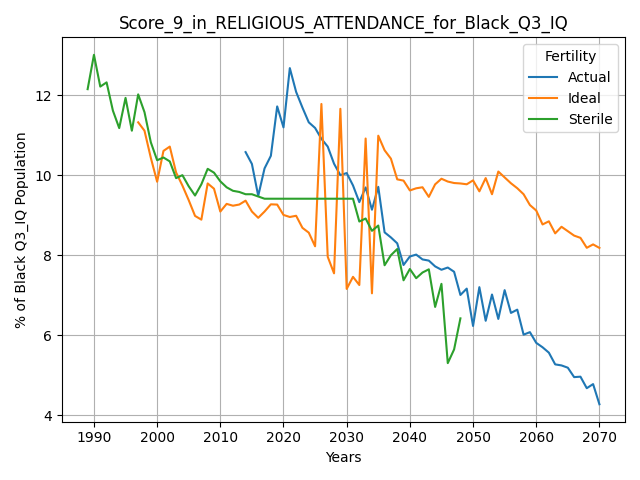 Score_9_in_RELIGIOUS_ATTENDANCE_for_Black_Q3_IQ
Fertility
Actual
Ideal
Sterile
% of Black Q3_IQ Population
12
10
8
6
4
1990 2000 2010 2020 2030 2040 2050 2060 2070
Years